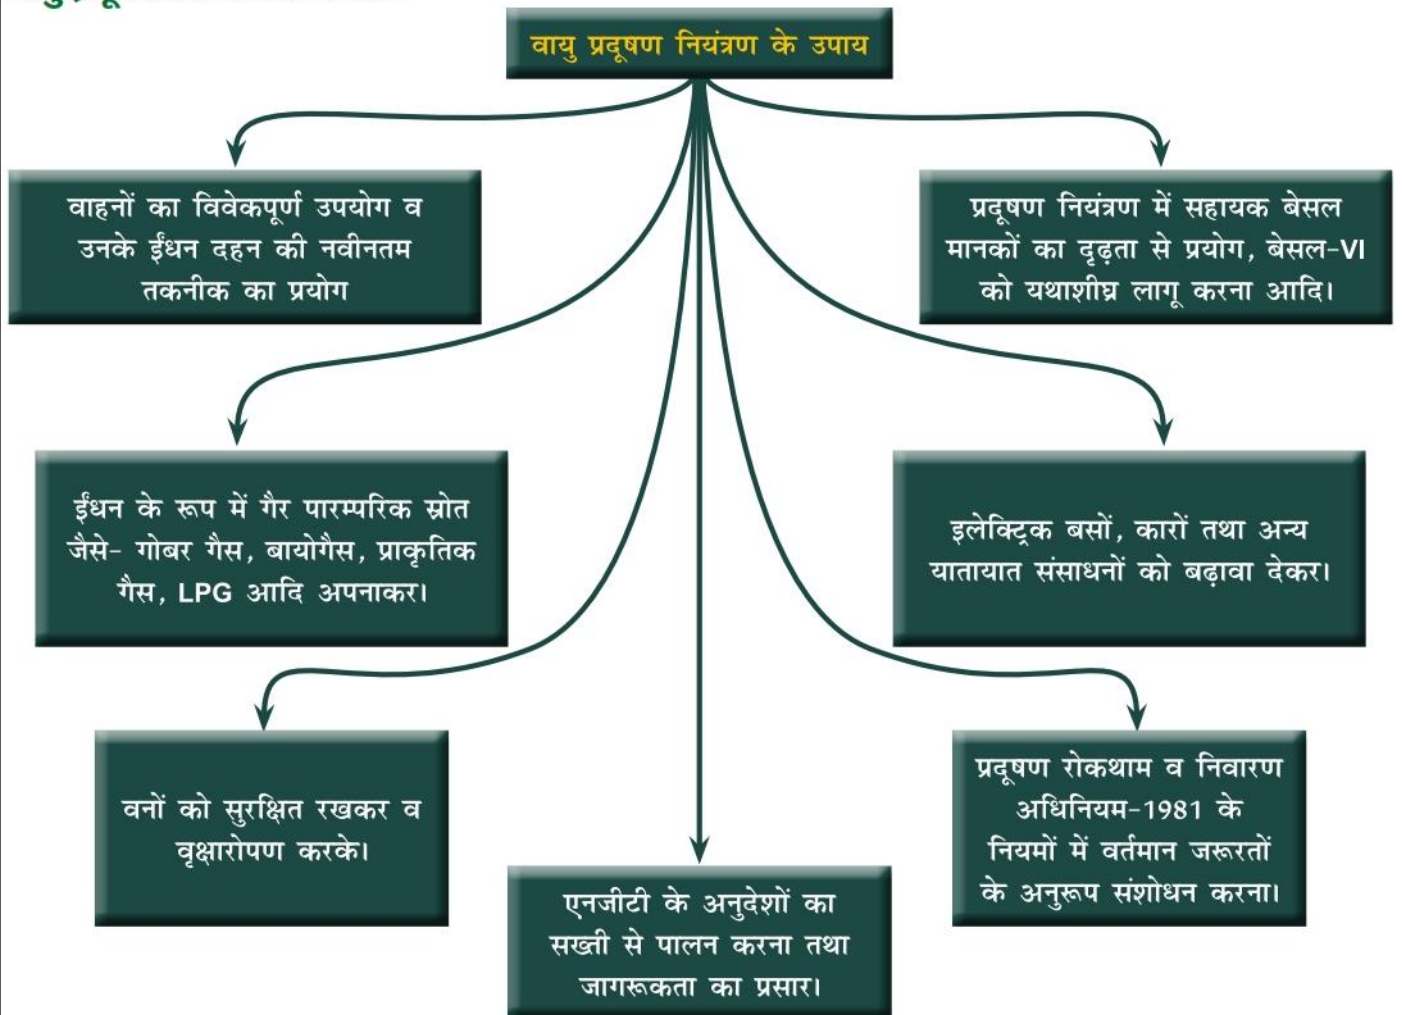 वायु प्रदूषण नियंत्रण के उपाय
वाहनों का विवेकपूर्ण उपयोग व
उनके ईंधन दहन की नवीनतम
तकनीक का प्रयोग
प्रदूषण नियंत्रण में सहायक बेसल
मानकों का दृढ़ता से प्रयोग, बेसल-VI
को यथाशीघ्र लागू करना आदि।
ईंधन के रूप में गैर पारम्परिक स्रोत
जैसे- गोबर गैस, बायोगैस, प्राकृतिक
गैस, LPG आदि अपनाकर।
इलेक्ट्रिक बसों, कारों तथा अन्य
यातायात संसाधनों को बढ़ावा देकर।
वनों को सुरक्षित रखकर व
वृक्षारोपण करके।
प्रदूषण रोकथाम व निवारण
अधिनियम-1981 के
नियमों में वर्तमान जरूरतों
के अनुरूप संशोधन करना।
एनजीटी के अनुदेशों का
सख्ती से पालन करना तथा
जागरूकता का प्रसार।